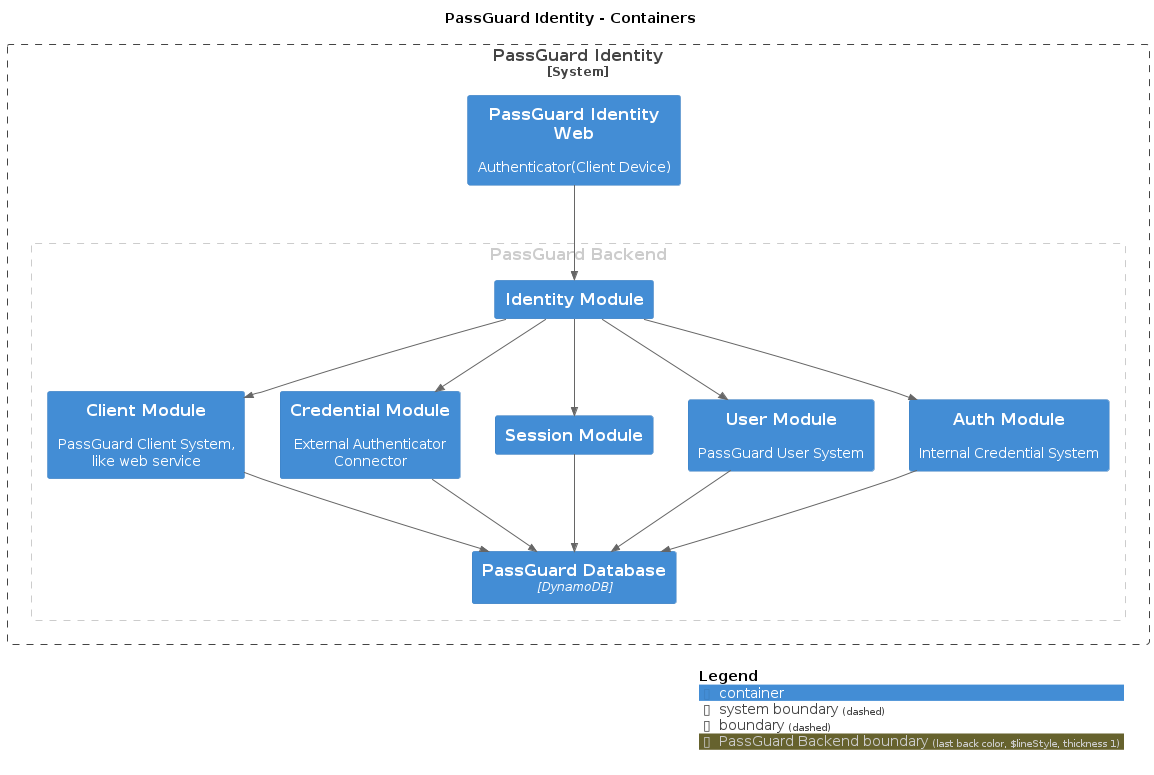 PassGuard Identity - Containers
PassGuard Identity
[System]
PassGuard Identity
Web
Authenticator(Client Device)
PassGuard Backend
Identity Module
Client Module
PassGuard Client System,
like web service
Credential Module
External Authenticator
Connector
Session Module
User Module
PassGuard User System
Auth Module
Internal Credential System
PassGuard Database
[DynamoDB]
Legend
container
system boundary (dashed)
boundary (dashed)
PassGuard Backend boundary (last back color, $lineStyle, thickness 1)